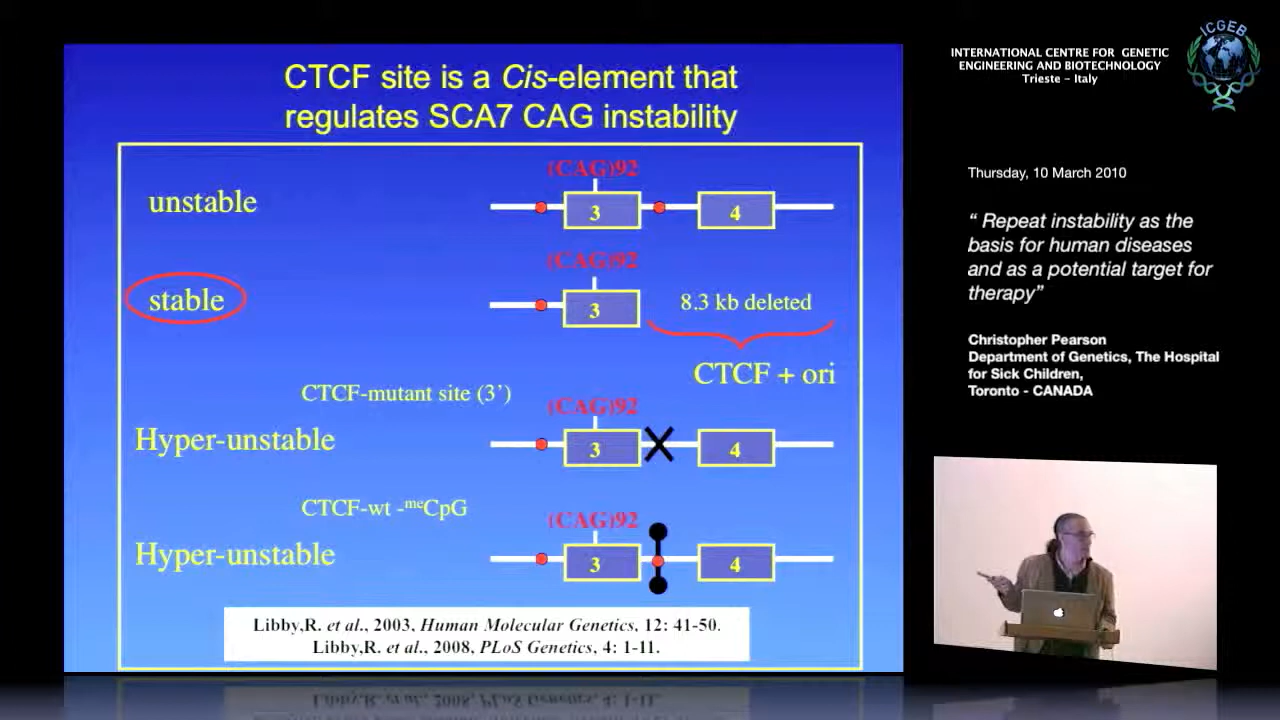 CTCF site is a Cis-element that
regulates SCA7 CAG instability
(CAG)92
unstable
3
4
(CAG)92
stable
3
8.3 kb deleted
CTCF + ori
CTCF-mutant site (3’)
(CAG)92
Hyper-unstable
3
4
CTCF-wt -meCpG
(CAG)92
Hyper-unstable
3
4
Libby,R. et al., 2003, Human Molecular Genetics, 12: 41-50.
Libby,R. et al., 2008, PLoS Genetics, 4: 1-11.
INTERNATIONAL CENTRE FOR GENETIC
ENGINEERING AND BIOTECHNOLOGY
Trieste – Italy
ICGEB
Thursday, 10 March 2010
“ Repeat instability as the
basis for human diseases
and as a potential target for
therapy”
Christopher Pearson
Department of Genetics, The Hospital
for Sick Children,
Toronto - CANADA